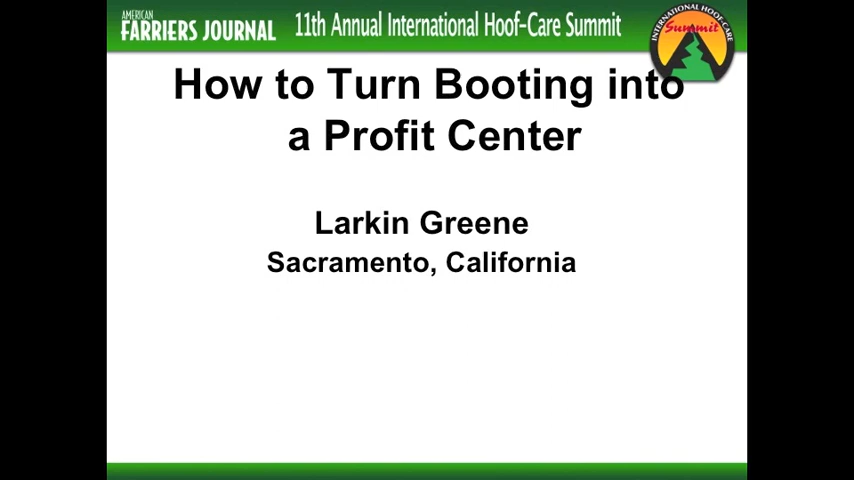 AMERICAN
FARRIERS JOURNAL 11th Annual International Hoof-Care Summit
INTERNATIONAL HOOF-CARE
Summit
How to Turn Booting into
a Profit Center
Larkin Greene
Sacramento, California